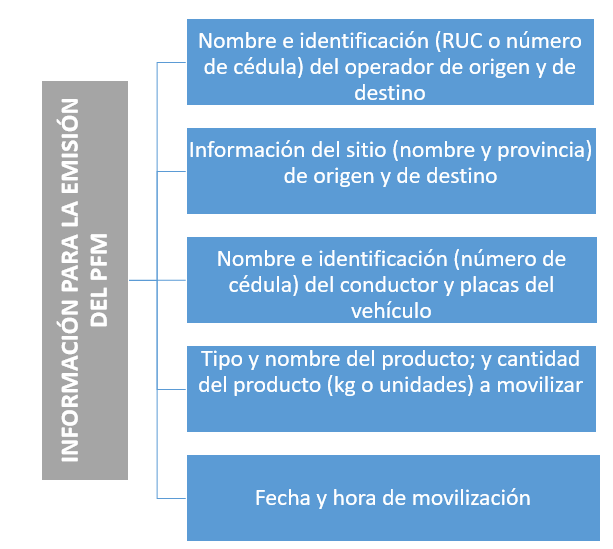 INFORMACIÓN PARA LA EMISIÓN
DEL PFM
Nombre e identificación (RUC o número
de cédula) del operador de origen y de
destino
Información del sitio (nombre y provincia)
de origen y de destino
Nombre e identificación (número de
cédula) del conductor y placas del
vehículo
Tipo y nombre del producto; y cantidad
del producto (kg o unidades) a movilizar
Fecha y hora de movilización